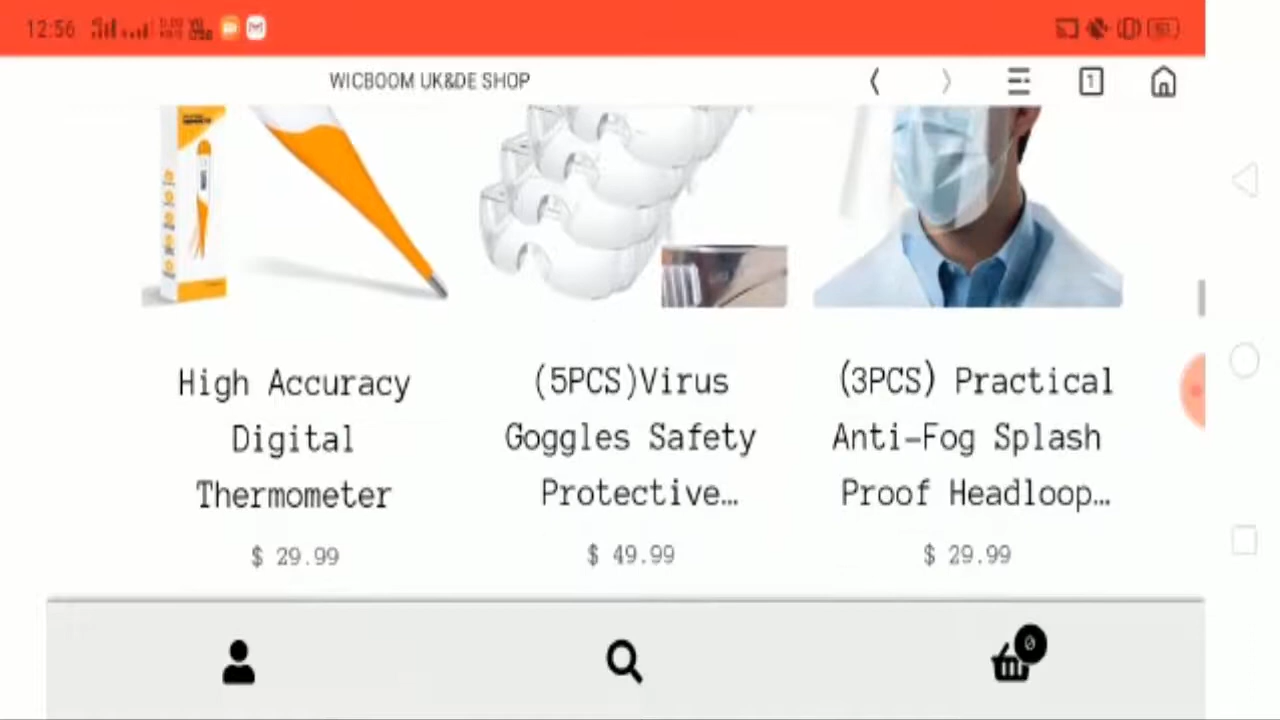 12:56
WICBOOM UK&DE SHOP
1
High Accuracy
Digital
Thermometer
$ 29.99
(5PCS)Virus
Goggles Safety
Protective…
$ 49.99
(3PCS) Practical
Anti-Fog Splash
Proof Headloop…
$ 29.99
0